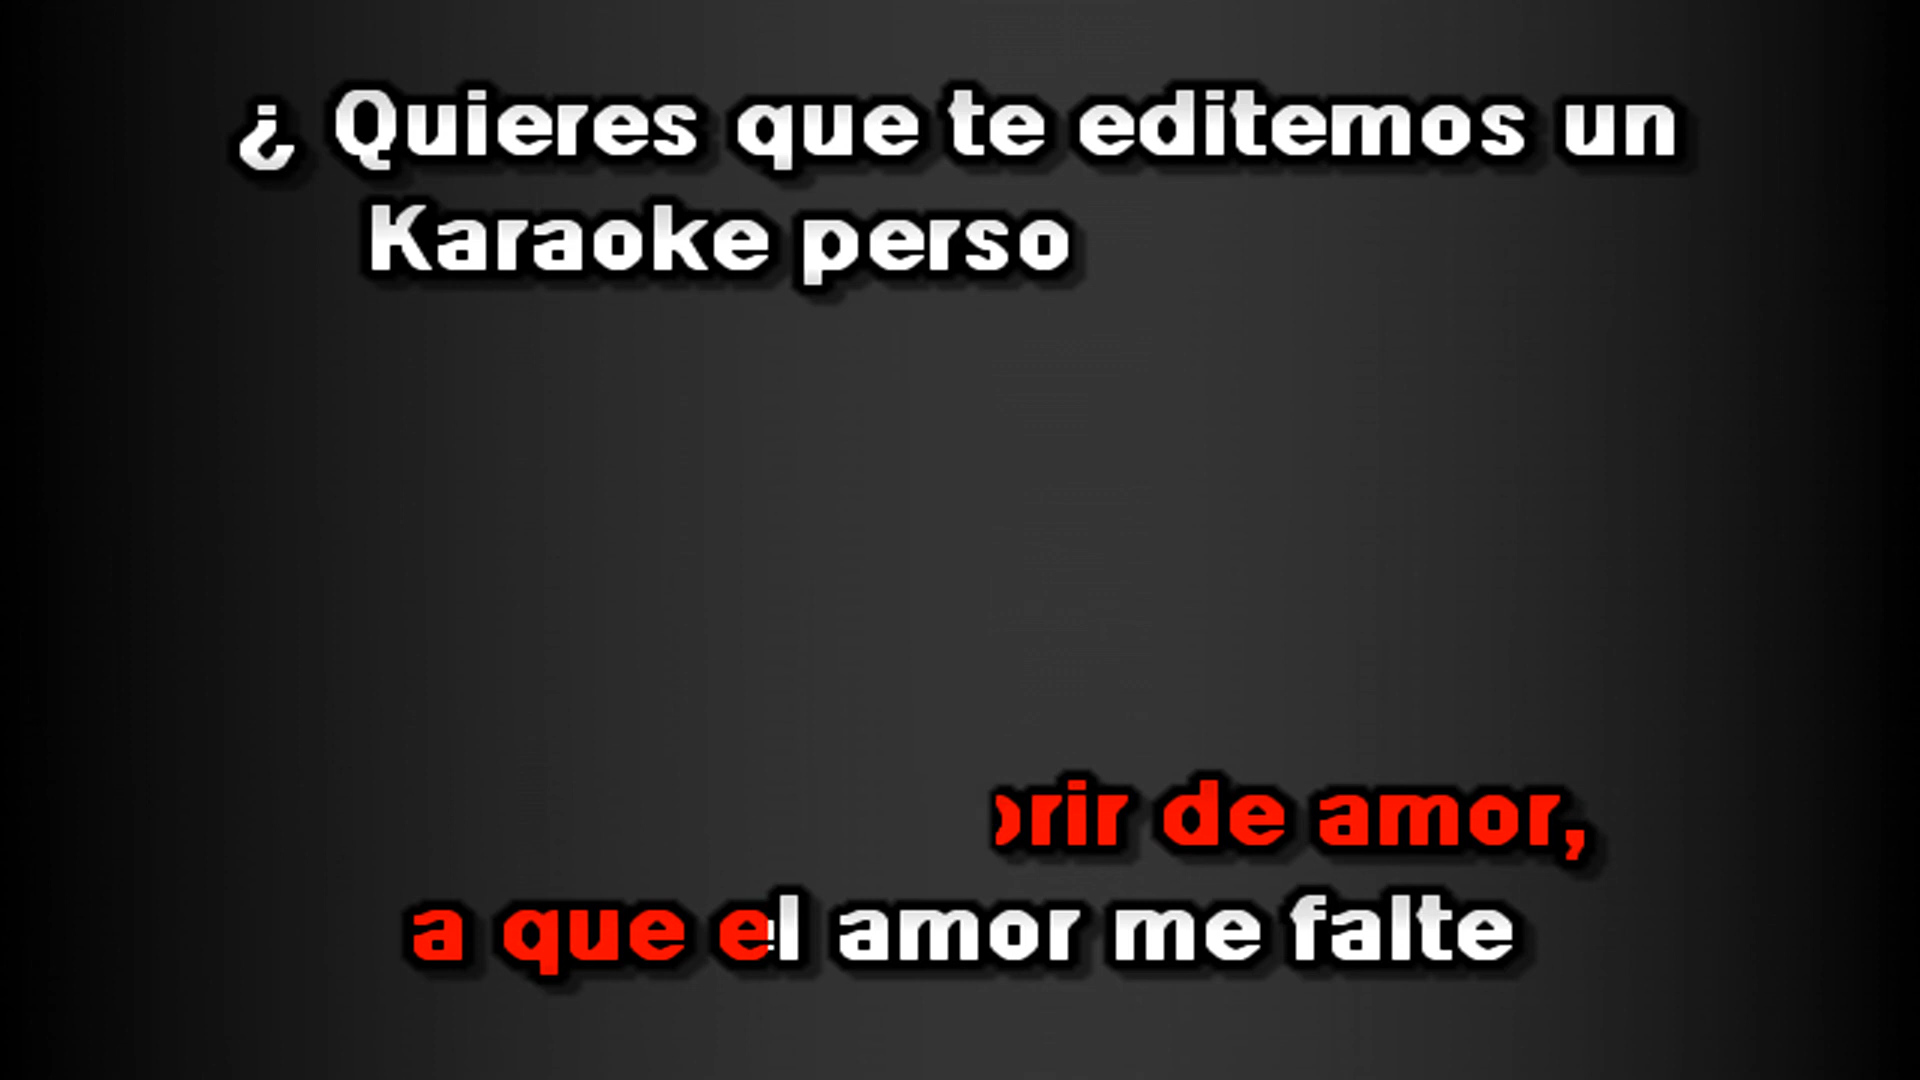 ¿ Quieres que te editemos un
Karaoke perso
rir de amor,
a que el amor me falte